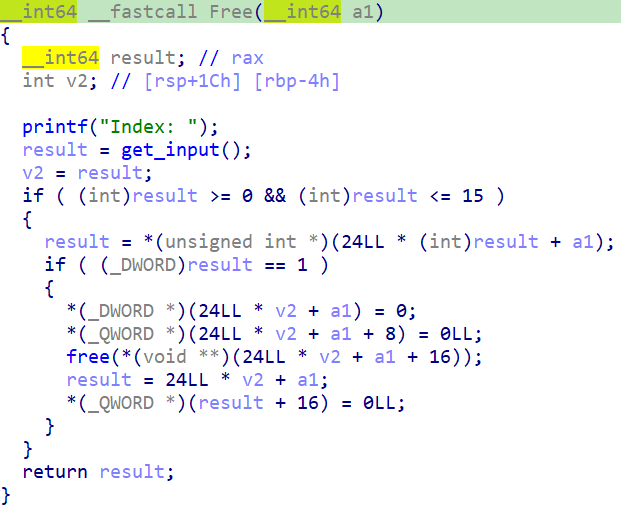 __int64 __fastcall Free(__int64 a1)
{
  __int64 result; // rax
  int v2; // [rsp+1Ch] [rbp-4h]

  printf("Index: ");
  result = get_input();
  v2 = result;
  if ( (int)result >= 0 && (int)result <= 15 )
  {
    result = *(unsigned int *)(24LL * (int)result + a1);
    if ( (_DWORD)result == 1 )
    {
      *(_DWORD *)(24LL * v2 + a1) = 0;
      *(_QWORD *)(24LL * v2 + a1 + 8) = 0LL;
      free(*(void **)(24LL * v2 + a1 + 16));
      result = 24LL * v2 + a1;
      *(_QWORD *)(result + 16) = 0LL;
    }
  }
  return result;
}